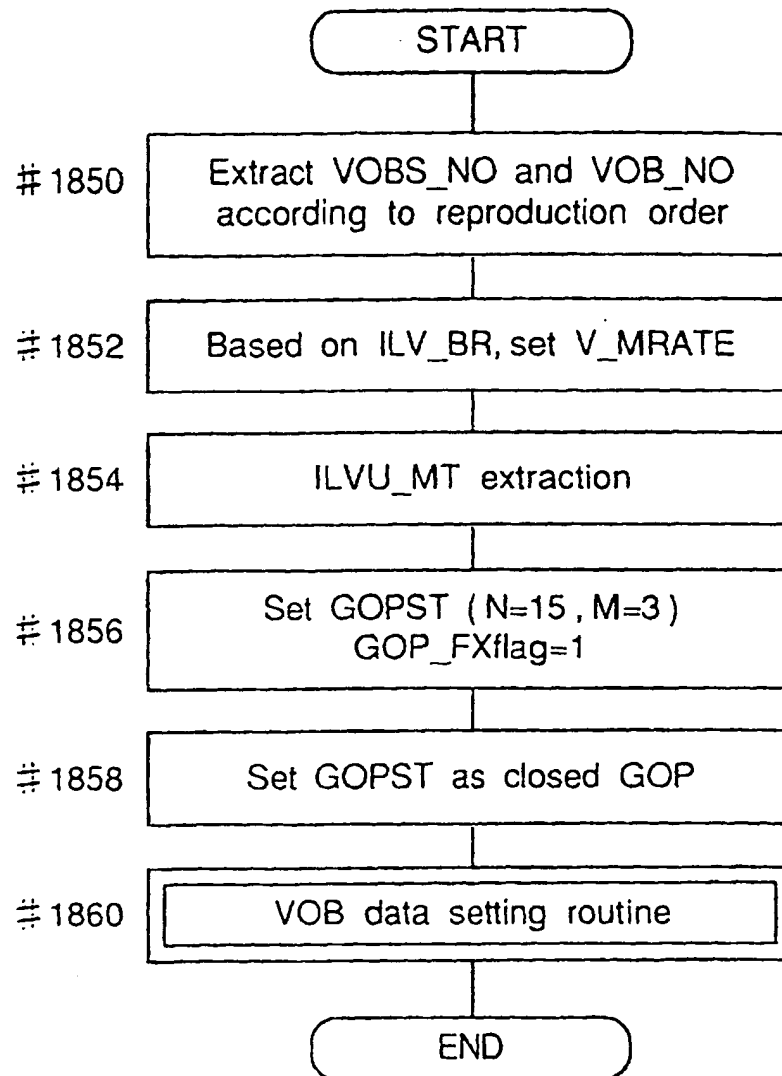 START
#1850 Extract VOBS_NO and VOB_NO
according to reproduction order
#1852 Based on ILV_BR, set V_MRATE
#1854 ILVU_MT extraction
#1856 Set GOPST (N=15, M=3)
GOP_FXflag=1
#1858 Set GOPST as closed GOP
#1860 VOB data setting routine
END